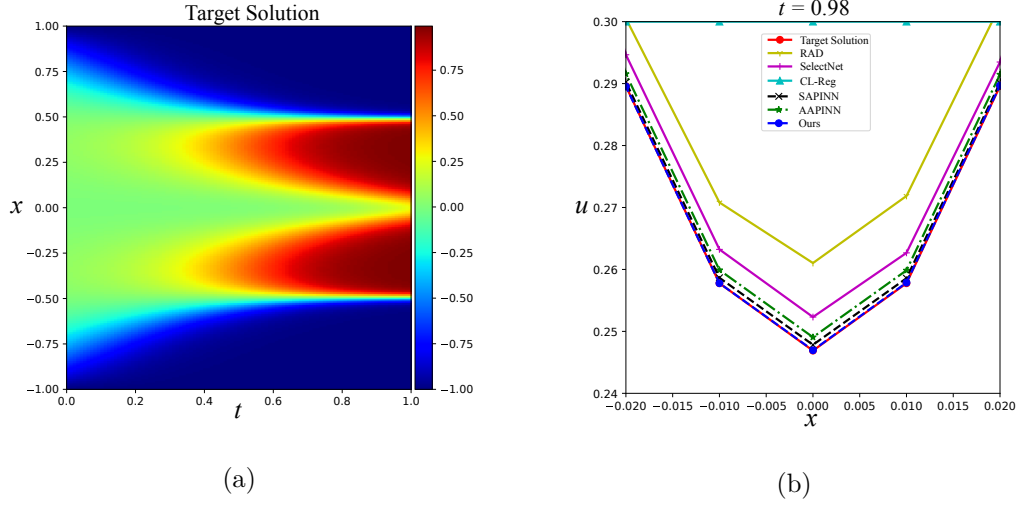 Target Solution
1.00
0.75
0.50
0.25
0.00
−0.25
−0.50
−0.75
−1.00
x
0.0
0.2
0.4
0.6
0.8
1.0
t
0.75
0.50
0.25
0.00
−0.25
−0.50
−0.75
−1.00
(a)
t = 0.98
0.30
0.29
0.28
0.27
0.26
0.25
0.24
u
Target Solution
RAD
SelectNet
CL-Reg
SAPINN
AAPINN
Ours
−0.020
−0.015
−0.010
−0.005
0.000
0.005
0.010
0.015
0.020
x
(b)